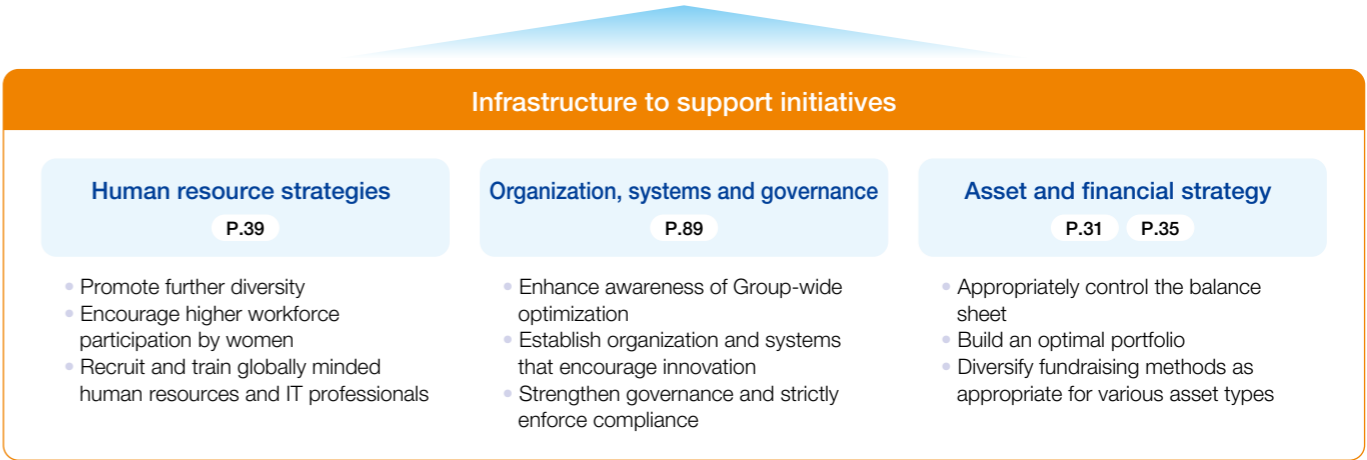 Infrastructure to support initiatives
Human resource strategies
P.39
• Promote further diversity
• Encourage higher workforce
participation by women
• Recruit and train globally minded
human resources and IT professionals
Organization, systems and governance
P.89
• Enhance awareness of Group-wide
optimization
• Establish organization and systems
that encourage innovation
• Strengthen governance and strictly
enforce compliance
Asset and financial strategy
P.31 P.35
• Appropriately control the balance
sheet
• Build an optimal portfolio
• Diversify fundraising methods as
appropriate for various asset types